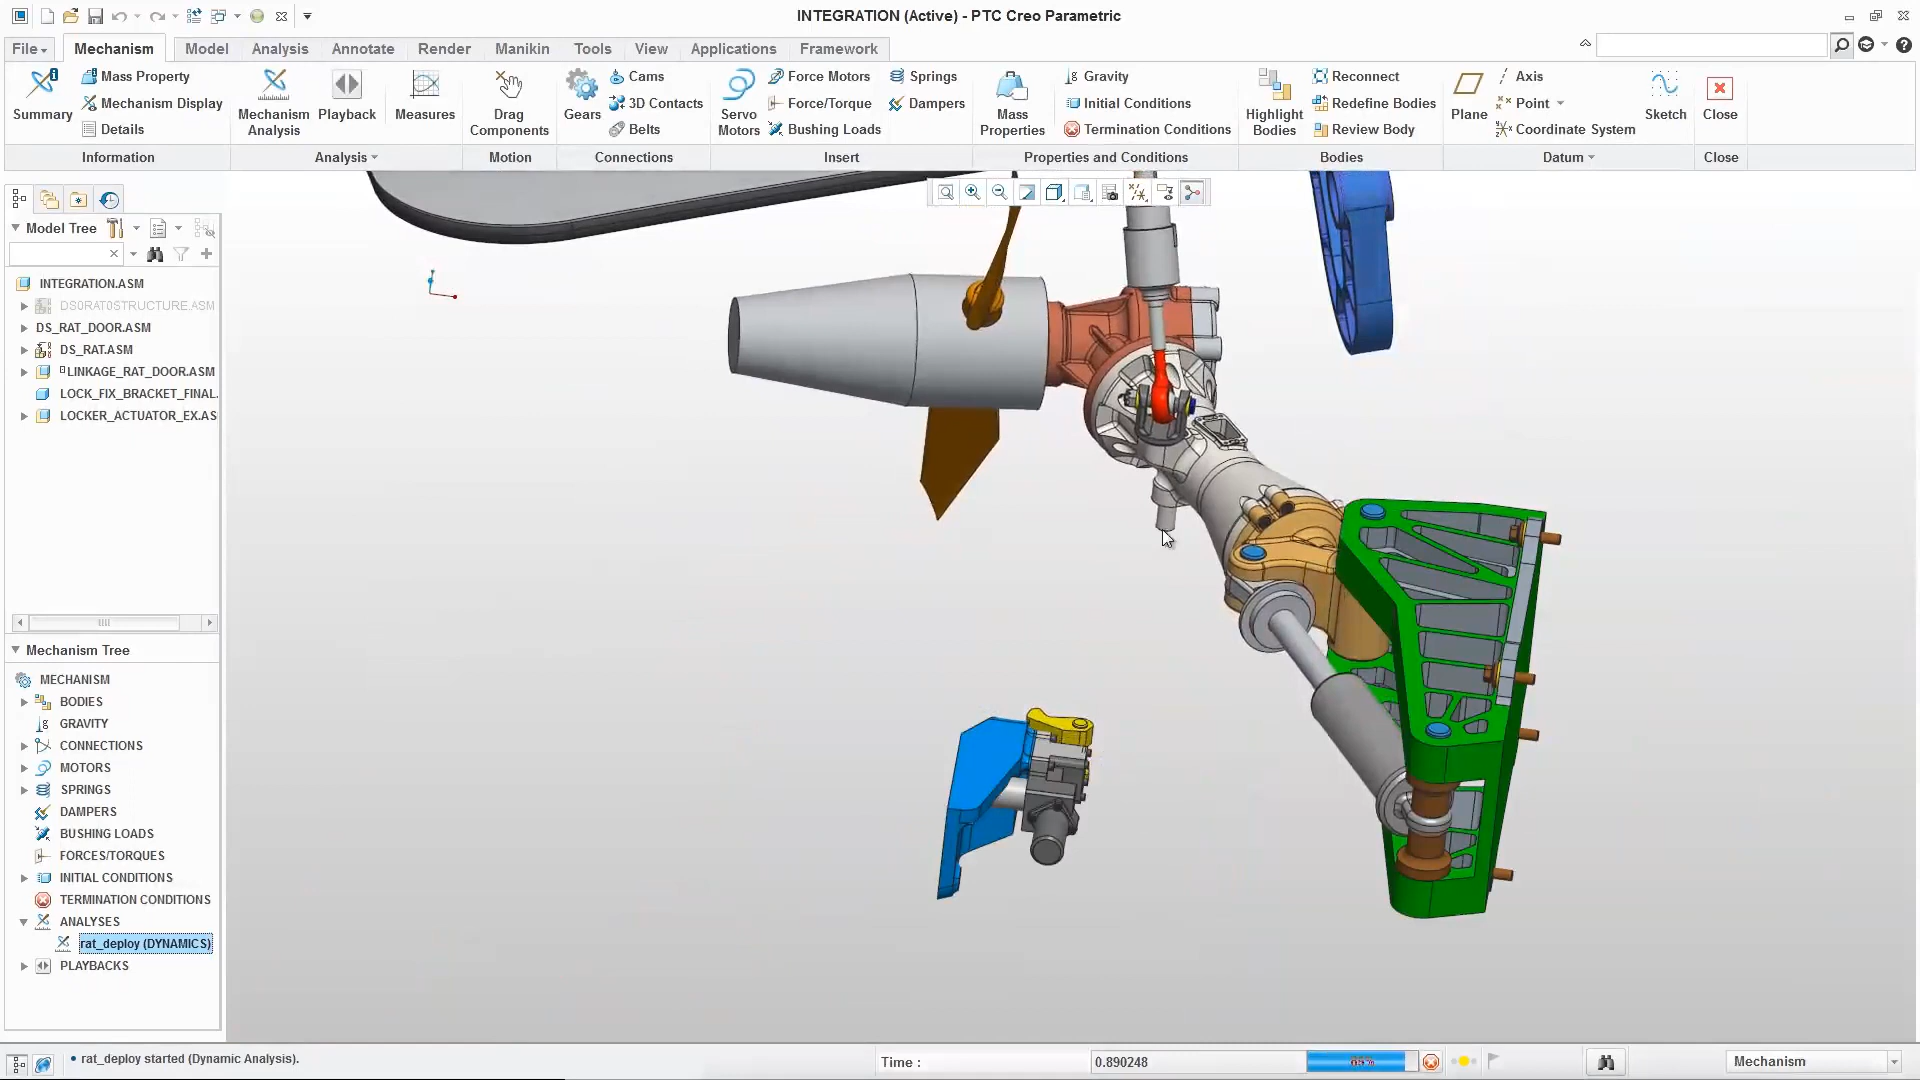 INTEGRATION (Active) - PTC Creo Parametric
File Mechanism Model Analysis Annotate Render Manikin Tools View Applications Framework
Summary
Mass Property
Mechanism Display
Details
Information
Mechanism Analysis
Playback
Measures
Analysis
Drag Components
Motion
Gears
Cams
3D Contacts
Belts
Connections
Servo Motors
Force Motors
Force/Torque
Bushing Loads
Springs
Dampers
Insert
Mass Properties
Gravity
Initial Conditions
Termination Conditions
Properties and Conditions
Highlight Bodies
Reconnect
Redefine Bodies
Review Body
Bodies
Plane
Axis
Point
Coordinate System
Sketch
Datum
Close
Close
Model Tree
INTEGRATION.ASM
DS0RAT0STRUCTURE.ASM
DS_RAT_DOOR.ASM
DS_RAT.ASM
LINKAGE_RAT_DOOR.ASM
LOCK_FIX_BRACKET_FINAL.
LOCKER_ACTUATOR_EX.AS
Mechanism Tree
MECHANISM
BODIES
GRAVITY
CONNECTIONS
MOTORS
SPRINGS
DAMPERS
BUSHING LOADS
FORCES/TORQUES
INITIAL CONDITIONS
TERMINATION CONDITIONS
ANALYSES
rat_deploy (DYNAMICS)
PLAYBACKS
• rat_deploy started (Dynamic Analysis).
Time :
0.890248
Mechanism